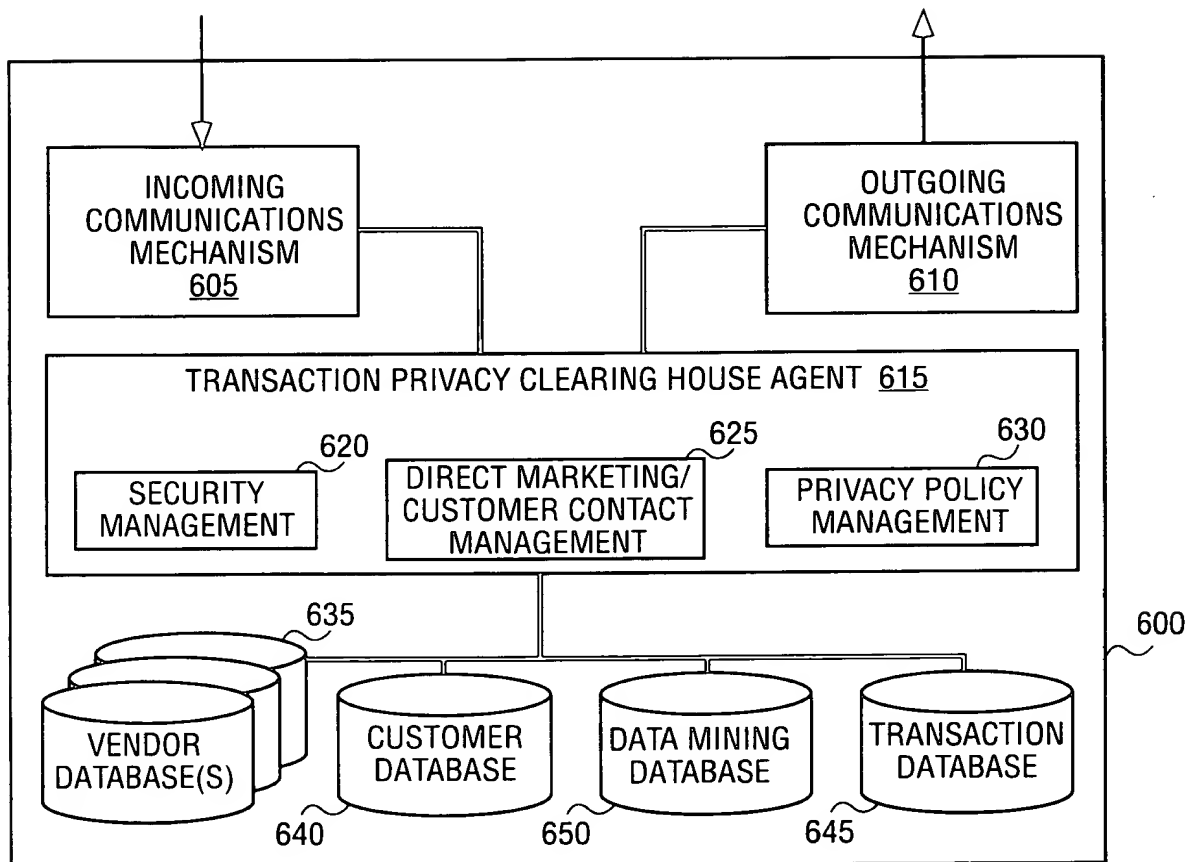 INCOMING
COMMUNICATIONS
MECHANISM
605
OUTGOING
COMMUNICATIONS
MECHANISM
610
TRANSACTION PRIVACY CLEARING HOUSE AGENT 615
620
SECURITY
MANAGEMENT
625
DIRECT MARKETING/
CUSTOMER CONTACT
MANAGEMENT
630
PRIVACY POLICY
MANAGEMENT
635
600
VENDOR
DATABASE(S)
CUSTOMER
DATABASE
DATA MINING
DATABASE
TRANSACTION
DATABASE
640
650
645